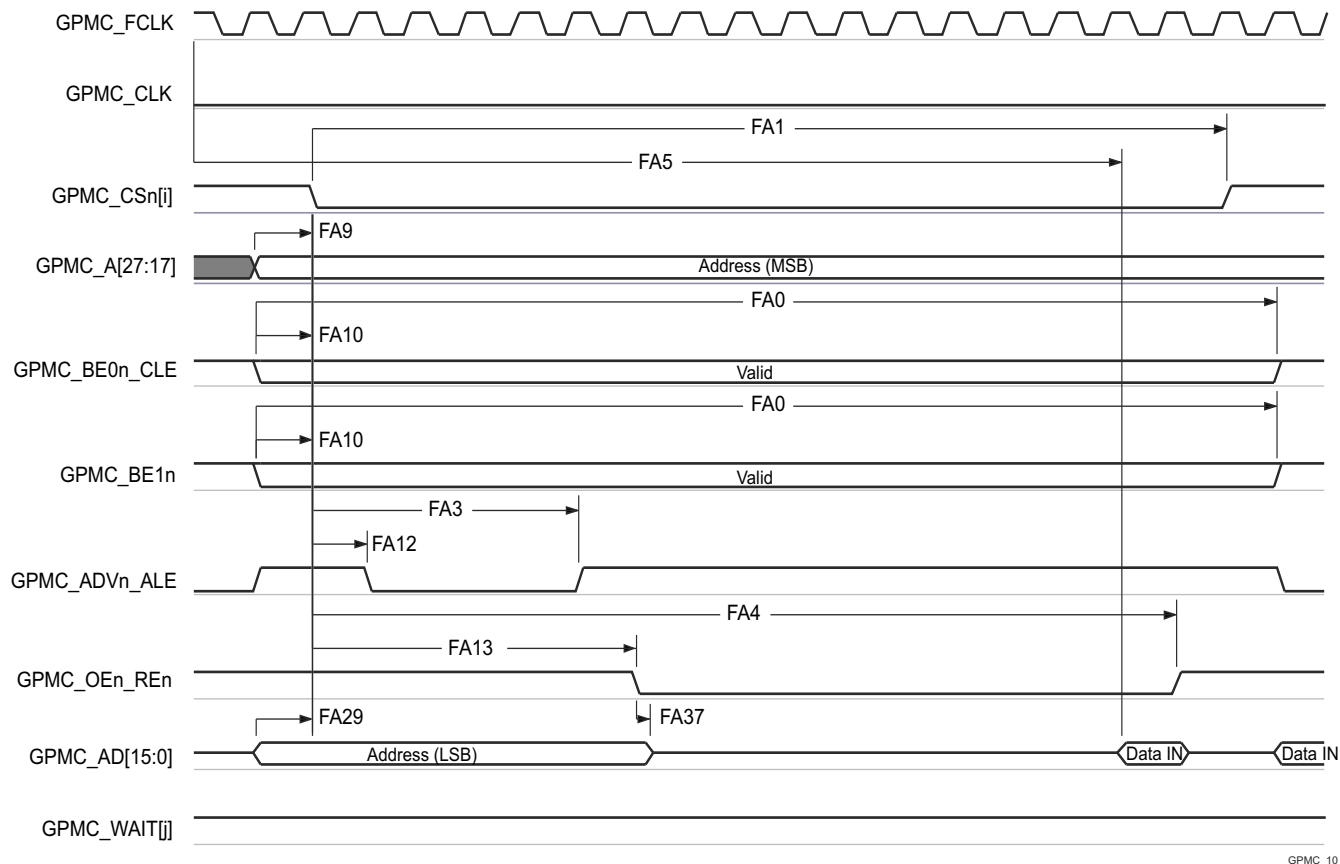 GPMC_FCLK
GPMC_CLK
FA1
FA5
GPMC_CSn[i]
FA9
GPMC_A[27:17]
Address (MSB)
FA0
FA10
GPMC_BE0n_CLE
Valid
FA0
FA10
GPMC_BE1n
Valid
FA3
FA12
GPMC_ADVn_ALE
FA4
FA13
GPMC_OEn_REn
FA29
FA37
GPMC_AD[15:0]
Address (LSB)
Data IN
Data IN
GPMC_WAIT[j]
GPMC_10